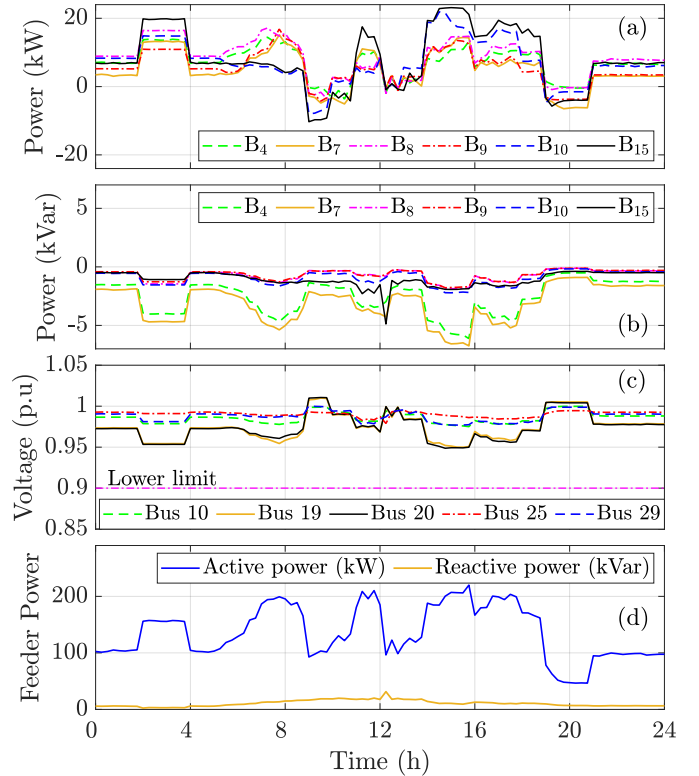 20
0
-20
Power (kW)
(a)
B4 B7 B8 B9 B10 B15
5
0
-5
Power (kVar)
B4 B7 B8 B9 B10 B15
(b)
1.05
1
0.95
0.9
0.85
Voltage (p.u)
(c)
Lower limit
Bus 10 Bus 19 Bus 20 Bus 25 Bus 29
200
100
0
Feeder Power
Active power (kW) Reactive power (kVar)
(d)
0 4 8 12 16 20 24
Time (h)